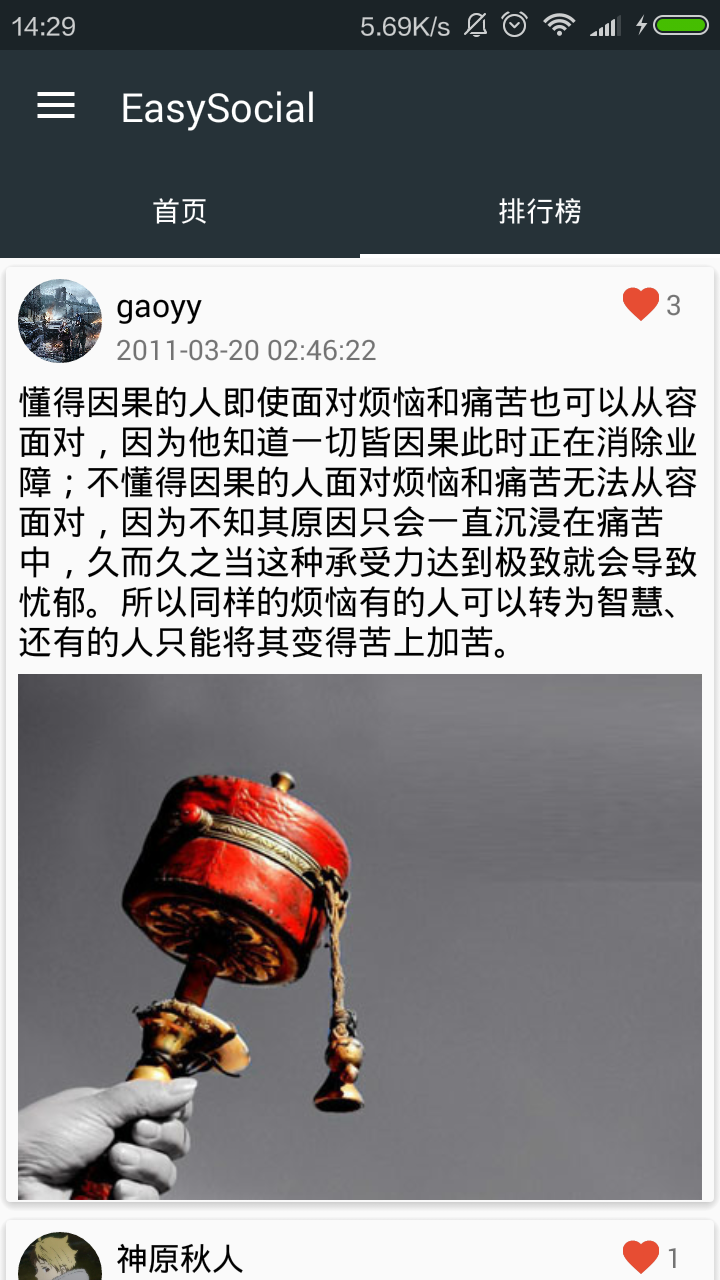 14:29 5.69K/s
EasySocial
首页 排行榜
gaoyy 3
2011-03-20 02:46:22
懂得因果的人即使面对烦恼和痛苦也可以从容
面对，因为他知道一切皆因果此时正在消除业
障；不懂得因果的人面对烦恼和痛苦无法从容
面对，因为不知其原因只会一直沉浸在痛苦
中，久而久之当这种承受力达到极致就会导致
忧郁。所以同样的烦恼有的人可以转为智慧、
还有的人只能将其变得苦上加苦。
神原秋人 1